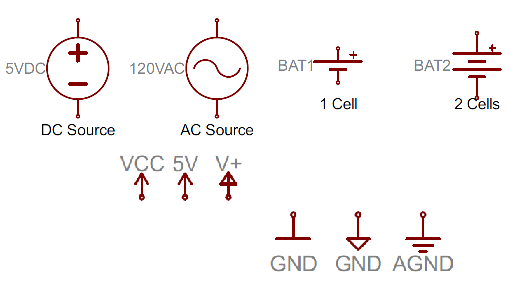 5VDC
120VAC
BAT1
BAT2
DC Source
AC Source
1 Cell
2 Cells
VCC 5V V+
GND GND AGND